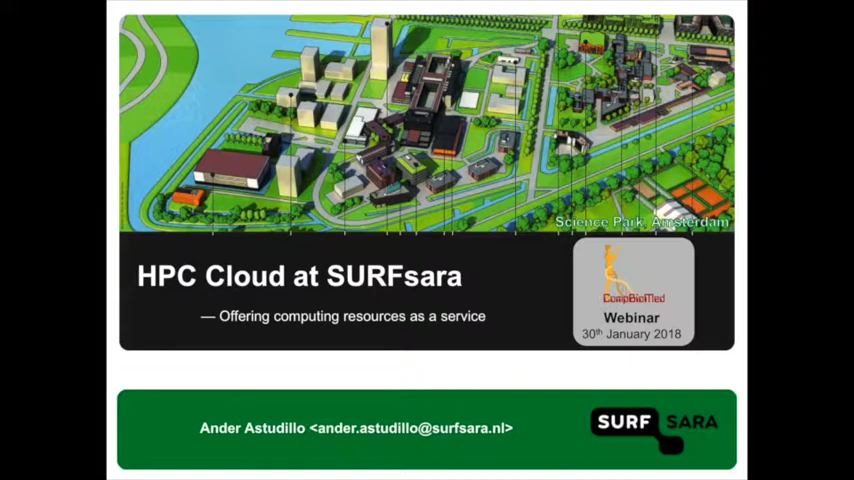 Science Park, Amsterdam
HPC Cloud at SURFsara
— Offering computing resources as a service
CompBioMed
Webinar
30th January 2018
Ander Astudillo <ander.astudillo@surfsara.nl>
SURF SARA